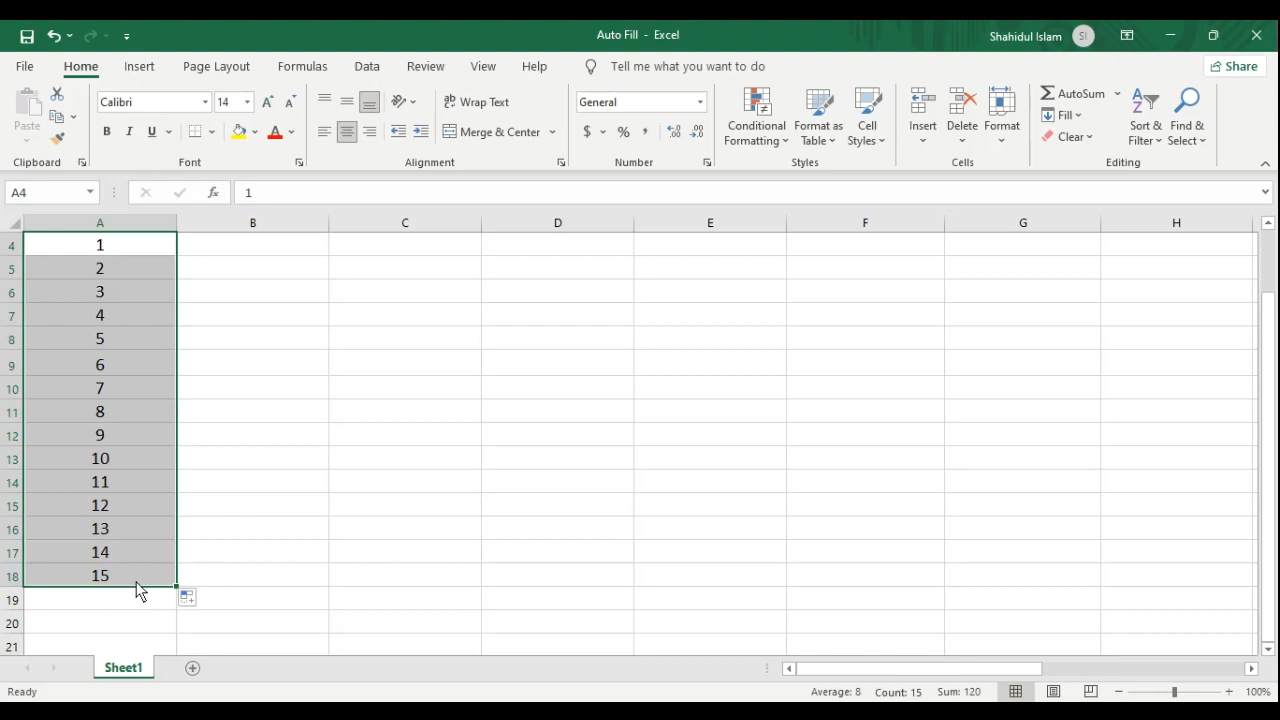 Auto Fill - Excel
Shahidul Islam SI
File Home Insert Page Layout Formulas Data Review View Help Tell me what you want to do Share
Paste
Calibri 14
B I U A
ab Wrap Text
Merge & Center
General
$ % ,
Conditional Formatting
Format as Table
Cell Styles
Insert
Delete
Format
AutoSum
Fill
Clear
Sort & Filter
Find & Select
Clipboard Font Alignment Number Styles Cells Editing
A4 fx 1
A B C D E F G H
4 1
5 2
6 3
7 4
8 5
9 6
10 7
11 8
12 9
13 10
14 11
15 12
16 13
17 14
18 15
19
20
21
Sheet1
Ready Average: 8 Count: 15 Sum: 120 100%